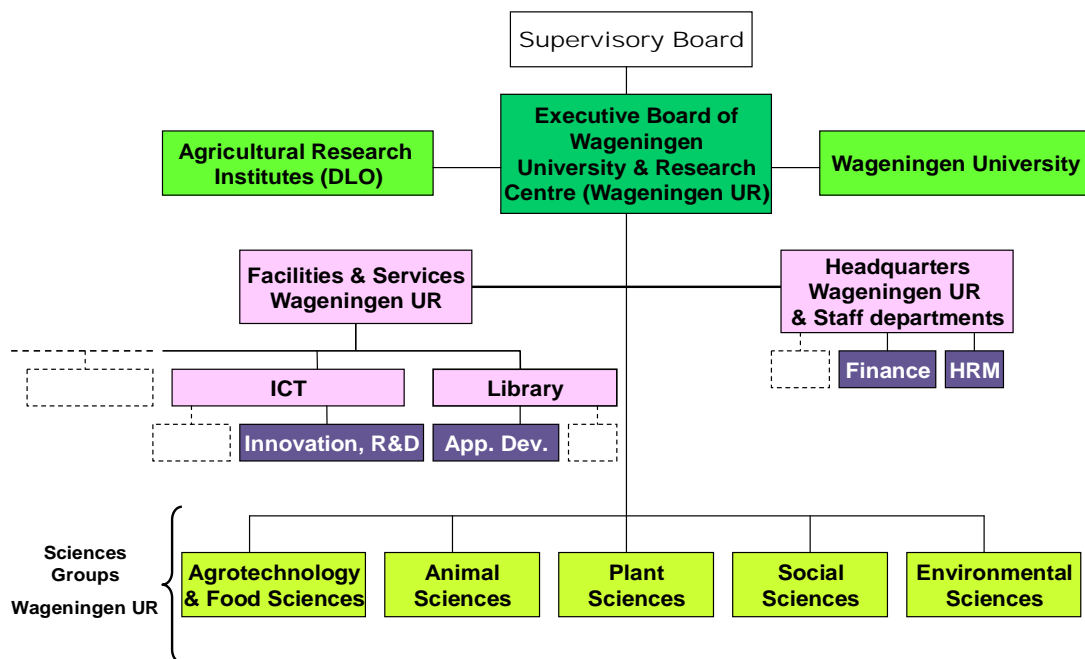 Supervisory Board
Executive Board of
Wageningen
University & Research
Centre (Wageningen UR)
Agricultural Research
Institutes (DLO)
Wageningen University
Facilities & Services
Wageningen UR
Headquarters
Wageningen UR
& Staff departments
Finance
HRM
ICT
Library
Innovation, R&D
App. Dev.
Sciences
Groups
Wageningen UR
Agrotechnology
& Food Sciences
Animal
Sciences
Plant
Sciences
Social
Sciences
Environmental
Sciences